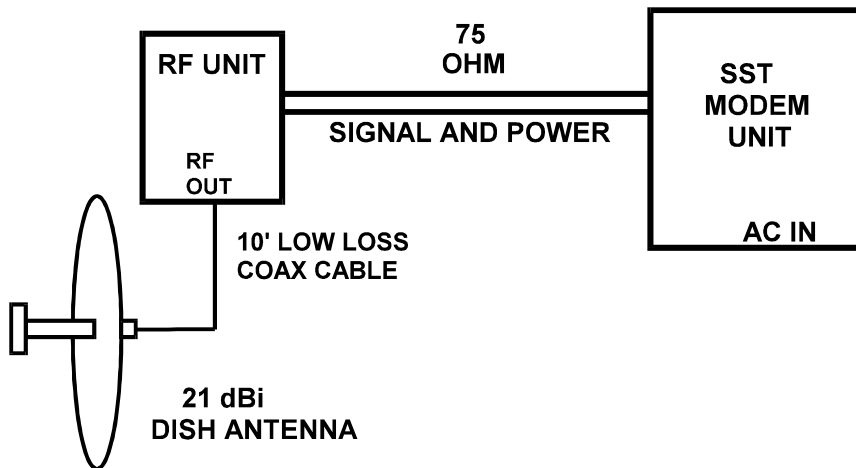 RF UNIT
RF
OUT
75
OHM
SIGNAL AND POWER
SST
MODEM
UNIT
AC IN
10' LOW LOSS
COAX CABLE
21 dBi
DISH ANTENNA